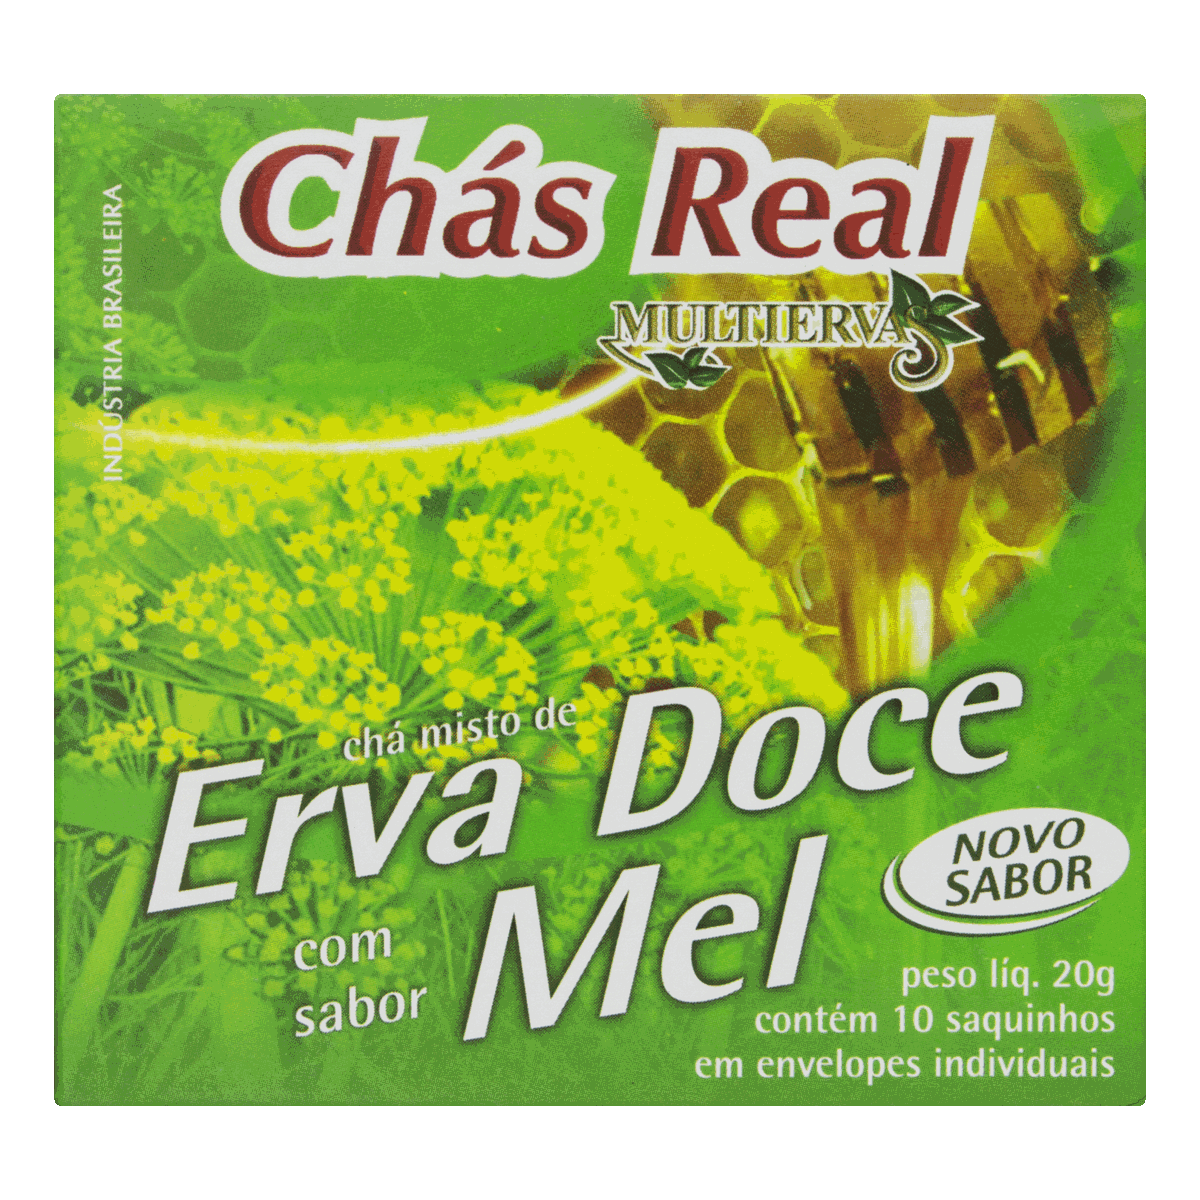 Chás Real
MULTIERVAS
INDÚSTRIA BRASILEIRA
chá misto de
Erva Doce
com
sabor
Mel
NOVO
SABOR
peso líq. 20g
contém 10 saquinhos
em envelopes individuais